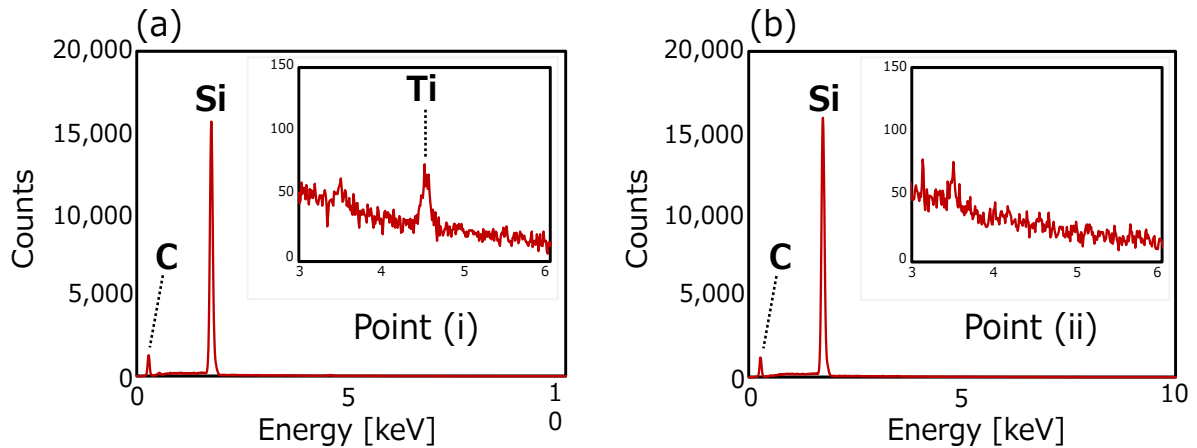 (a)
20,000
15,000
10,000
5,000
0
Counts
Si
C
150
100
50
0
3 4 5 6
Ti
Point (i)
0 5 1
0
Energy [keV]
(b)
20,000
15,000
10,000
5,000
0
Counts
Si
C
150
100
50
0
3 4 5 6
Point (ii)
0 5 10
Energy [keV]